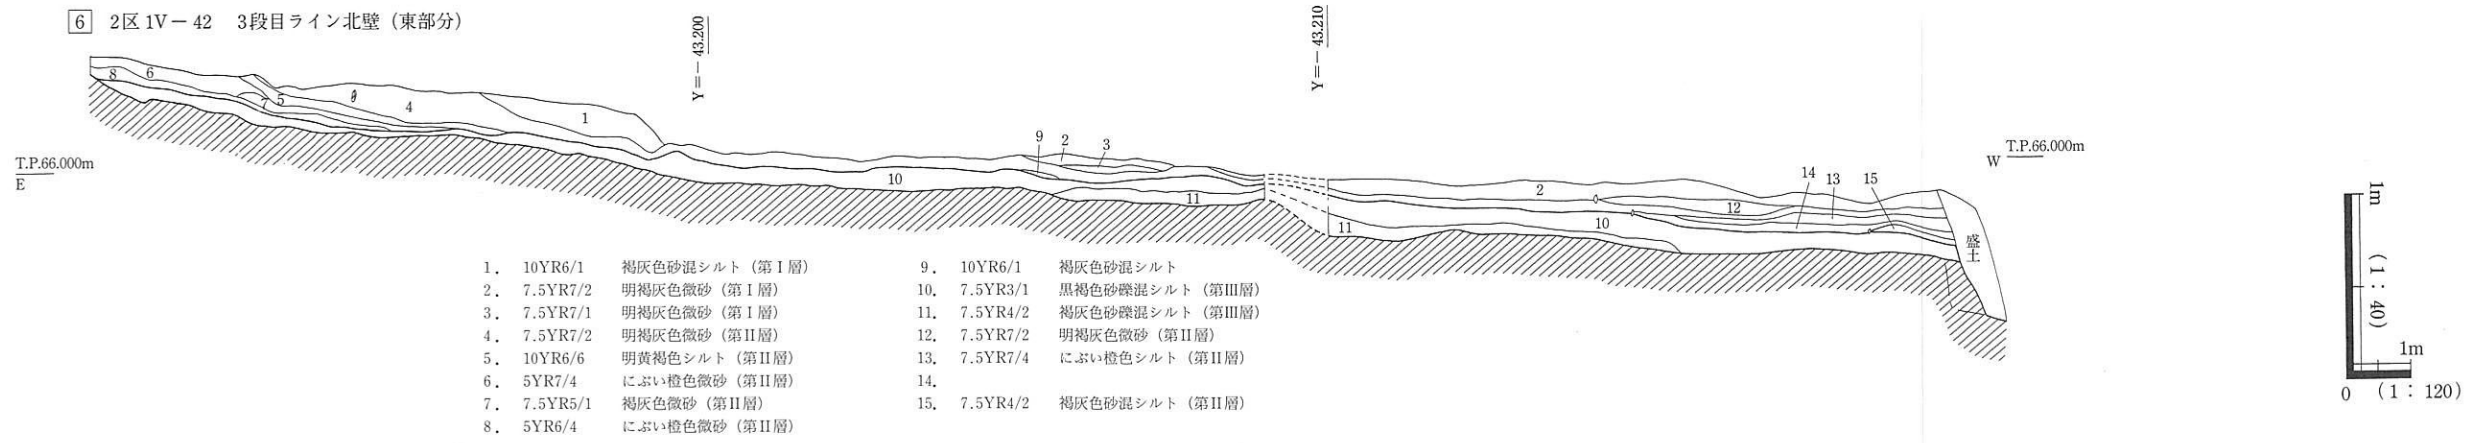 6 2区 1V－42 3段目ライン北壁（東部分）
Y＝－43.200
Y＝－43.210
8 6 7 5 4 1
9 2 3
10
11
T.P.66.000m
E
T.P.66.000m
W
2 14 13 15
12
11 10
盛土
1. 10YR6/1 褐灰色砂混シルト（第Ⅰ層）
2. 7.5YR7/2 明褐灰色微砂（第Ⅰ層）
3. 7.5YR7/1 明褐灰色微砂（第Ⅰ層）
4. 7.5YR7/2 明褐灰色微砂（第Ⅱ層）
5. 10YR6/6 明黄褐色シルト（第Ⅱ層）
6. 5YR7/4 にぶい橙色微砂（第Ⅱ層）
7. 7.5YR5/1 褐灰色微砂（第Ⅱ層）
8. 5YR6/4 にぶい橙色微砂（第Ⅱ層）
9. 10YR6/1 褐灰色砂混シルト
10. 7.5YR3/1 黒褐色砂礫混シルト（第Ⅲ層）
11. 7.5YR4/2 褐灰色砂礫混シルト（第Ⅲ層）
12. 7.5YR7/2 明褐灰色微砂（第Ⅱ層）
13. 7.5YR7/4 にぶい橙色シルト（第Ⅱ層）
14.
15. 7.5YR4/2 褐灰色砂混シルト（第Ⅱ層）
1m
（1：40）
1m
0 （1：120）